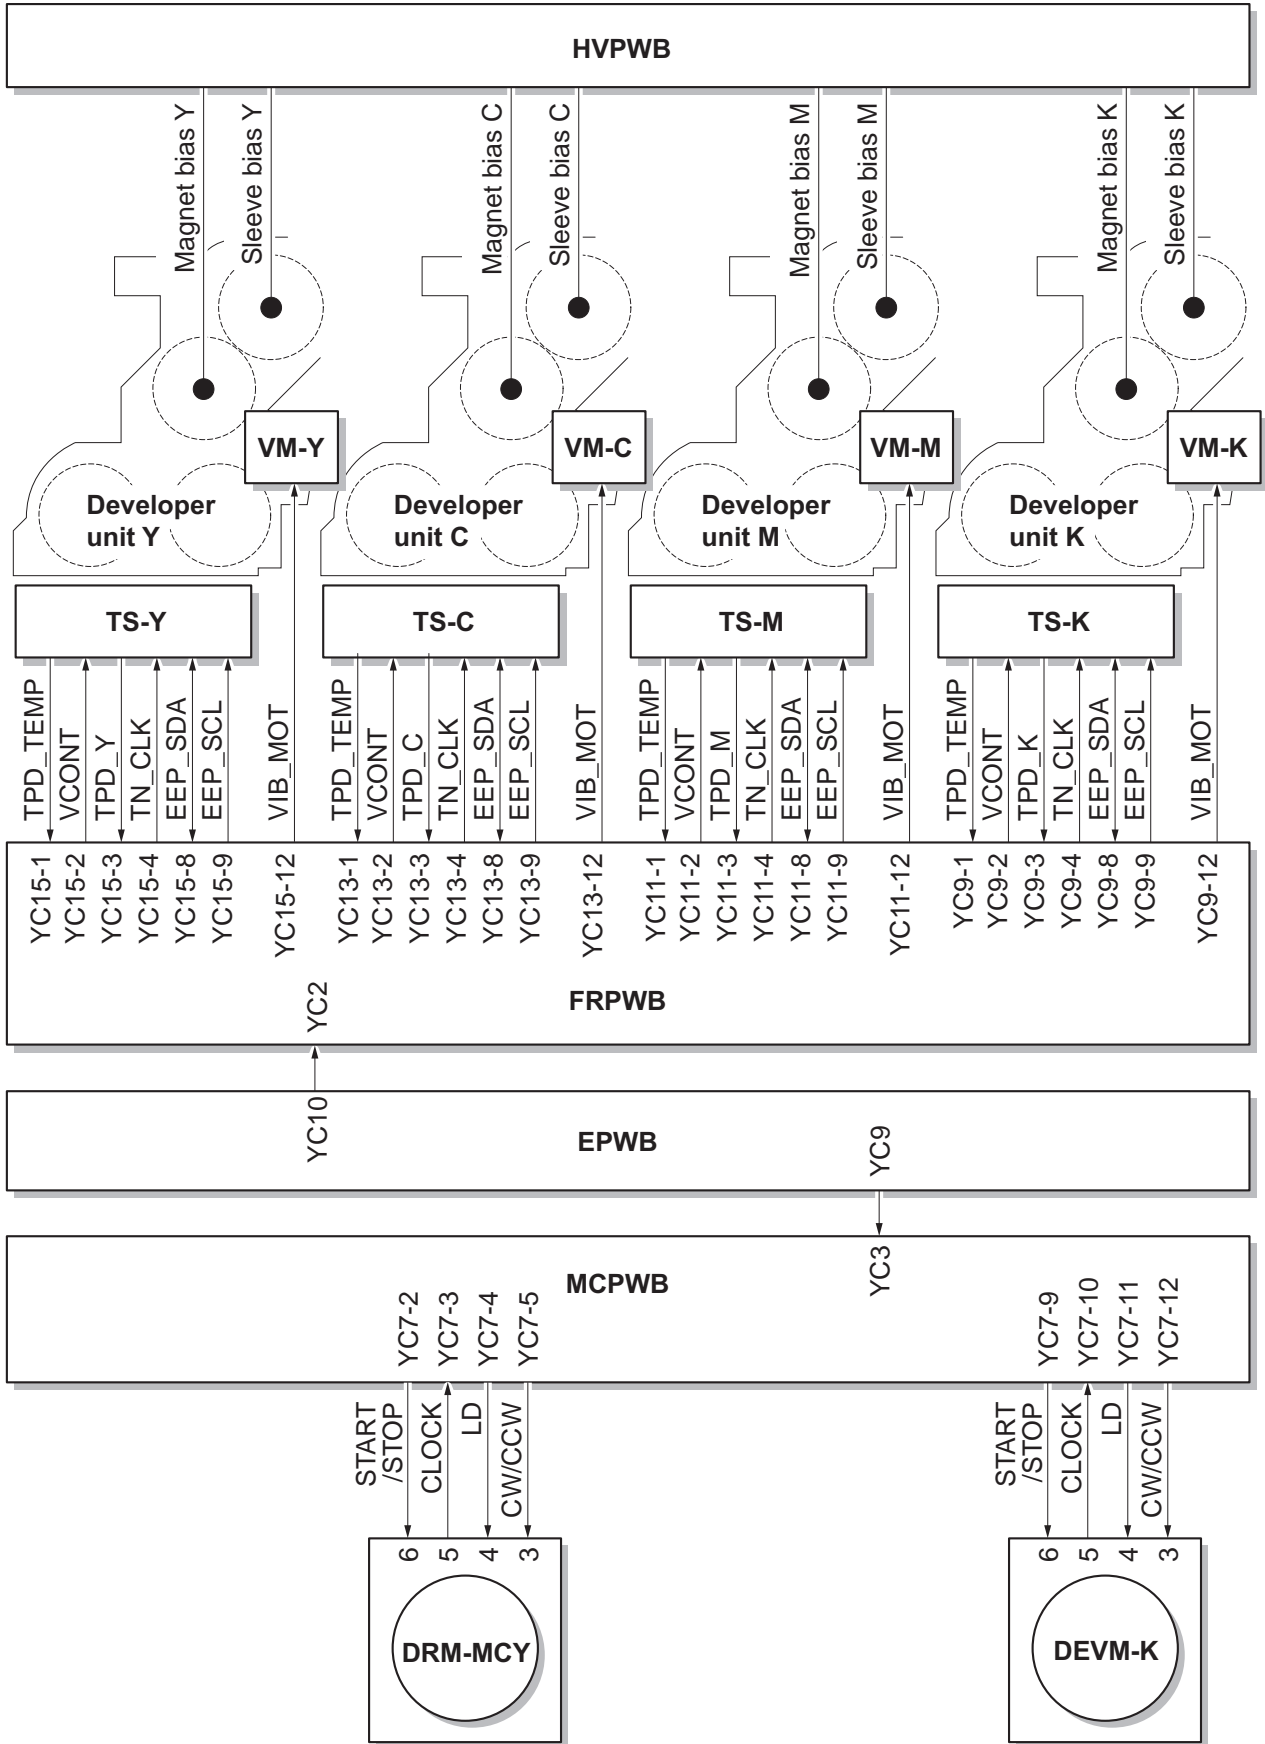 HVPWB
Magnet bias Y
Sleeve bias Y
Magnet bias C
Sleeve bias C
Magnet bias M
Sleeve bias M
Magnet bias K
Sleeve bias K
VM-Y
VM-C
VM-M
VM-K
Developer
unit Y
Developer
unit C
Developer
unit M
Developer
unit K
TS-Y
TS-C
TS-M
TS-K
TPD_TEMP
VCONT
TPD_Y
TN_CLK
EEP_SDA
EEP_SCL
VIB_MOT
TPD_TEMP
VCONT
TPD_C
TN_CLK
EEP_SDA
EEP_SCL
VIB_MOT
TPD_TEMP
VCONT
TPD_M
TN_CLK
EEP_SDA
EEP_SCL
VIB_MOT
TPD_TEMP
VCONT
TPD_K
TN_CLK
EEP_SDA
EEP_SCL
VIB_MOT
YC15-1
YC15-2
YC15-3
YC15-4
YC15-8
YC15-9
YC15-12
YC13-1
YC13-2
YC13-3
YC13-4
YC13-8
YC13-9
YC13-12
YC11-1
YC11-2
YC11-3
YC11-4
YC11-8
YC11-9
YC11-12
YC9-1
YC9-2
YC9-3
YC9-4
YC9-8
YC9-9
YC9-12
YC2
FRPWB
YC10
EPWB
YC9
YC3
MCPWB
YC7-2
YC7-3
YC7-4
YC7-5
YC7-9
YC7-10
YC7-11
YC7-12
START
/STOP
CLOCK
LD
CW/CCW
START
/STOP
CLOCK
LD
CW/CCW
6
5
4
3
6
5
4
3
DRM-MCY
DEVM-K